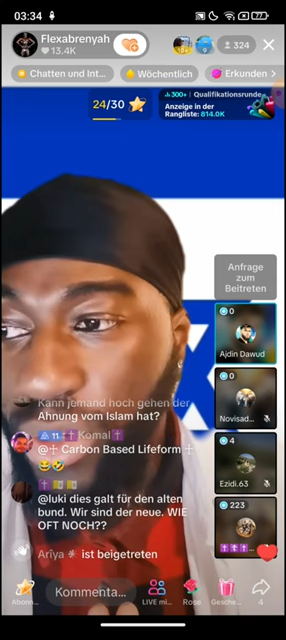 03:34
77
Flexabrenyah
13.4K
324
Chatten und Int...
Wöchentlich
Erkunden >
24/30
300+ | Qualifikationsrunde
Anzeige in der
Rangliste: 814.0K
Anfrage
zum
Beitreten
0
Ajdin Dawud
0
Novisad...
4
Ezidi.63
223
Kann jemand hoch gehen der
Ahnung vom Islam hat?
11 Komal
@ Carbon Based Lifeform
@luki dies galt für den alten
bund. Wir sind der neue. WIE
OFT NOCH??
Ariya ist beigetreten
Kommenta...
Abonn...
LIVE mi...
Rose
Gesche...
4